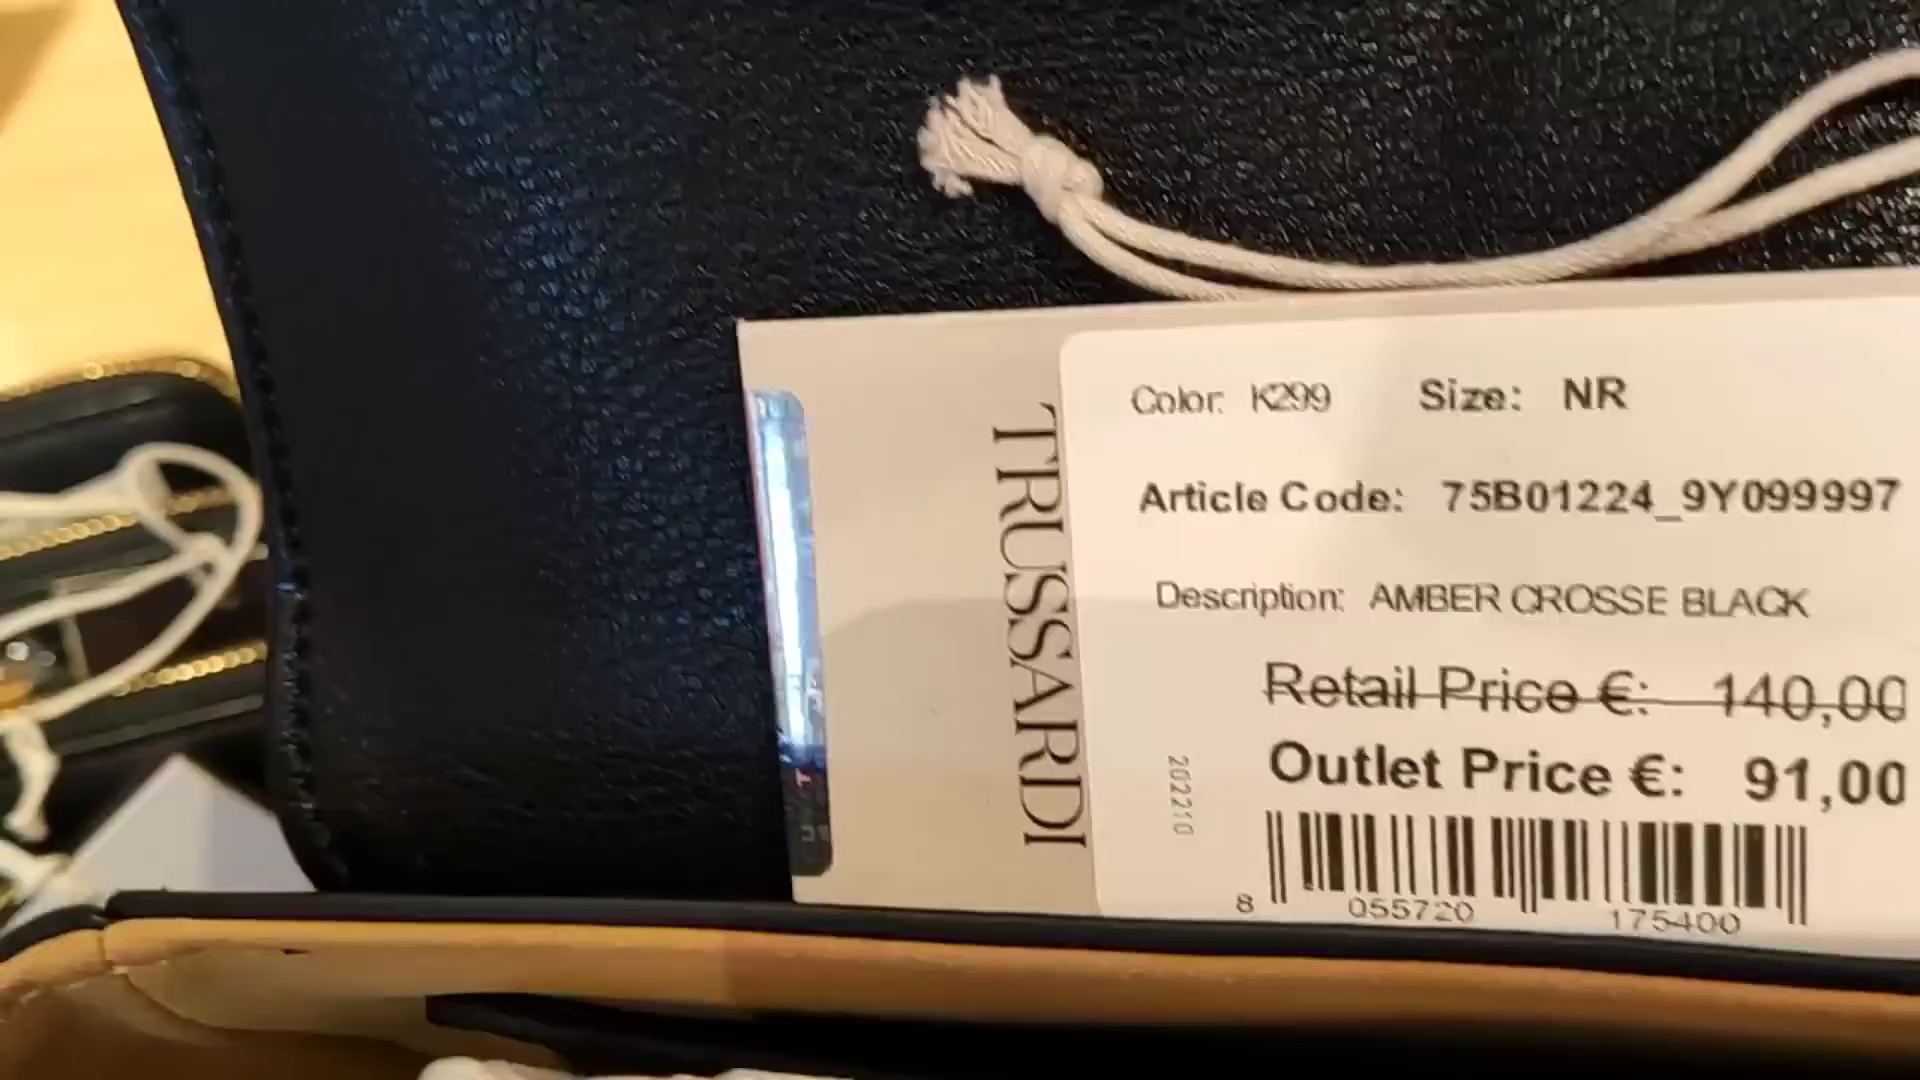 TRUSSARDI
Color: K299 Size: NR
Article Code: 75B01224_9Y099997
Description: AMBER CROSSE BLACK
Retail Price €: 140,00
Outlet Price €: 91,00
202210
8 055720 175400